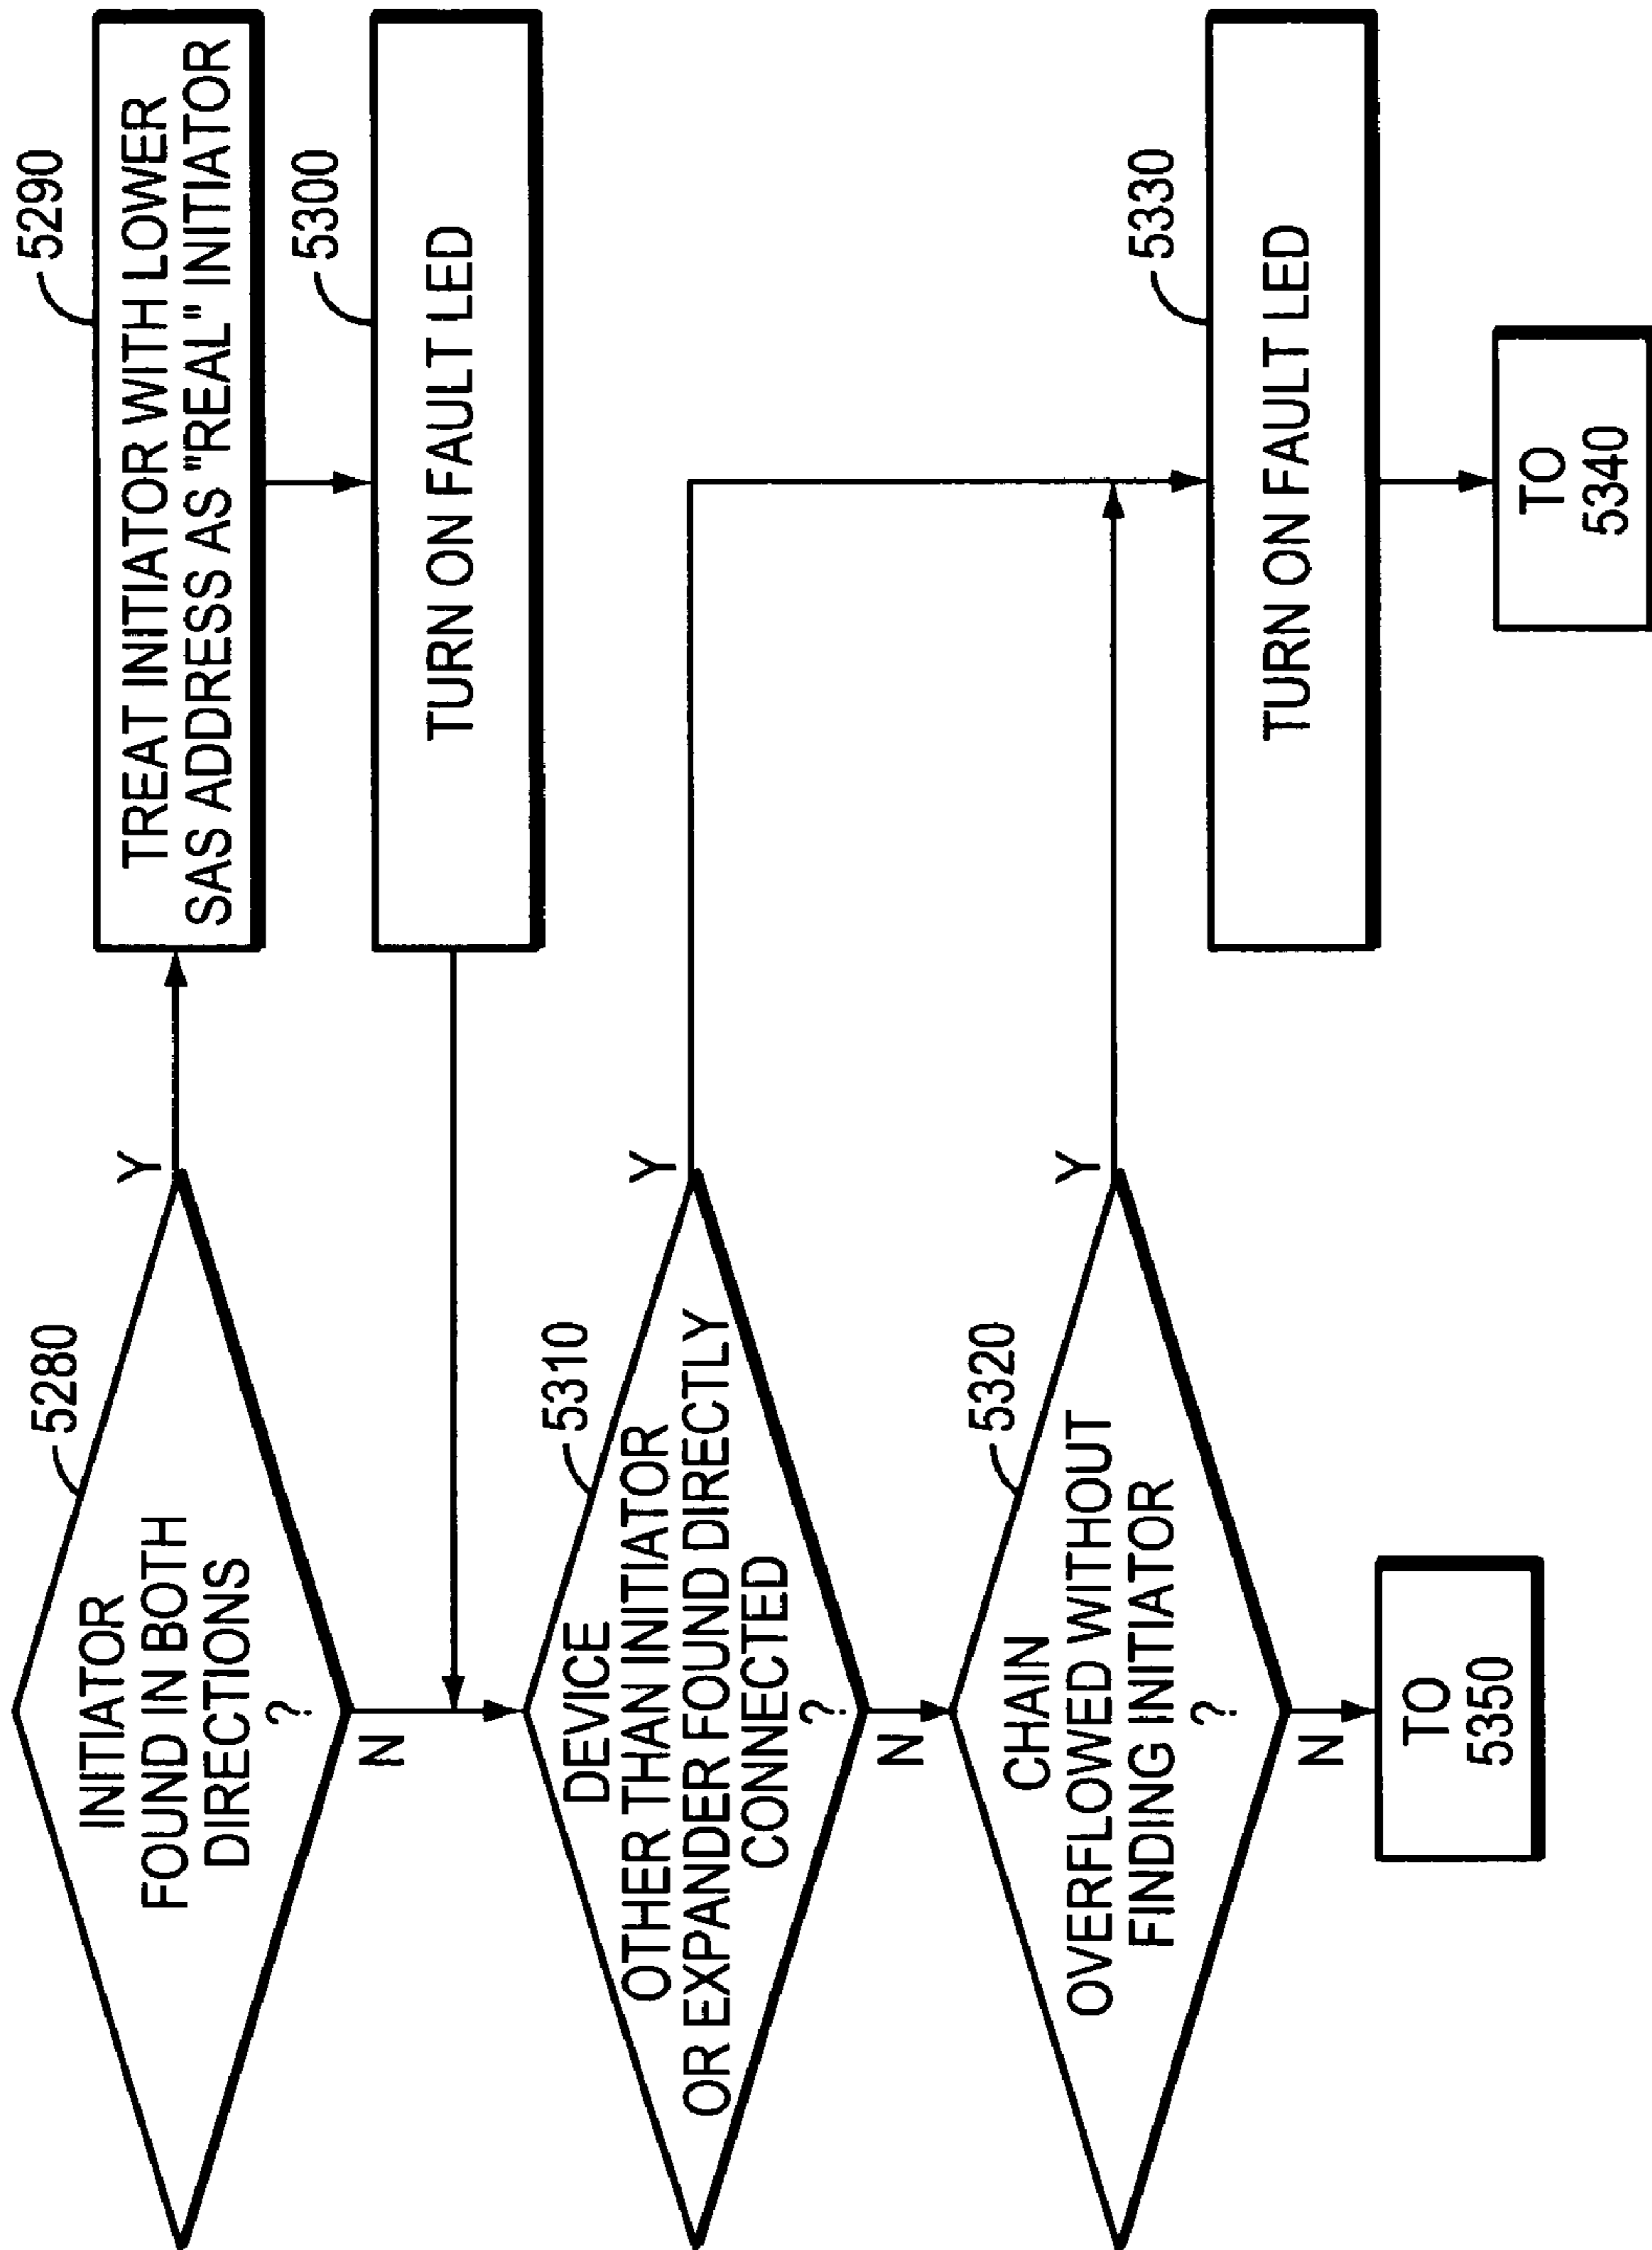 5280
INITIATOR
FOUND IN BOTH
DIRECTIONS
?
Y
N
5290
TREAT INITIATOR WITH LOWER
SAS ADDRESS AS "REAL" INITIATOR
5300
TURN ON FAULT LED
5310
DEVICE
OTHER THAN INITIATOR
OR EXPANDER FOUND DIRECTLY
CONNECTED
?
Y
N
5320
CHAIN
OVERFLOWED WITHOUT
FINDING INITIATOR
?
Y
N
5330
TURN ON FAULT LED
TO
5340
TO
5350